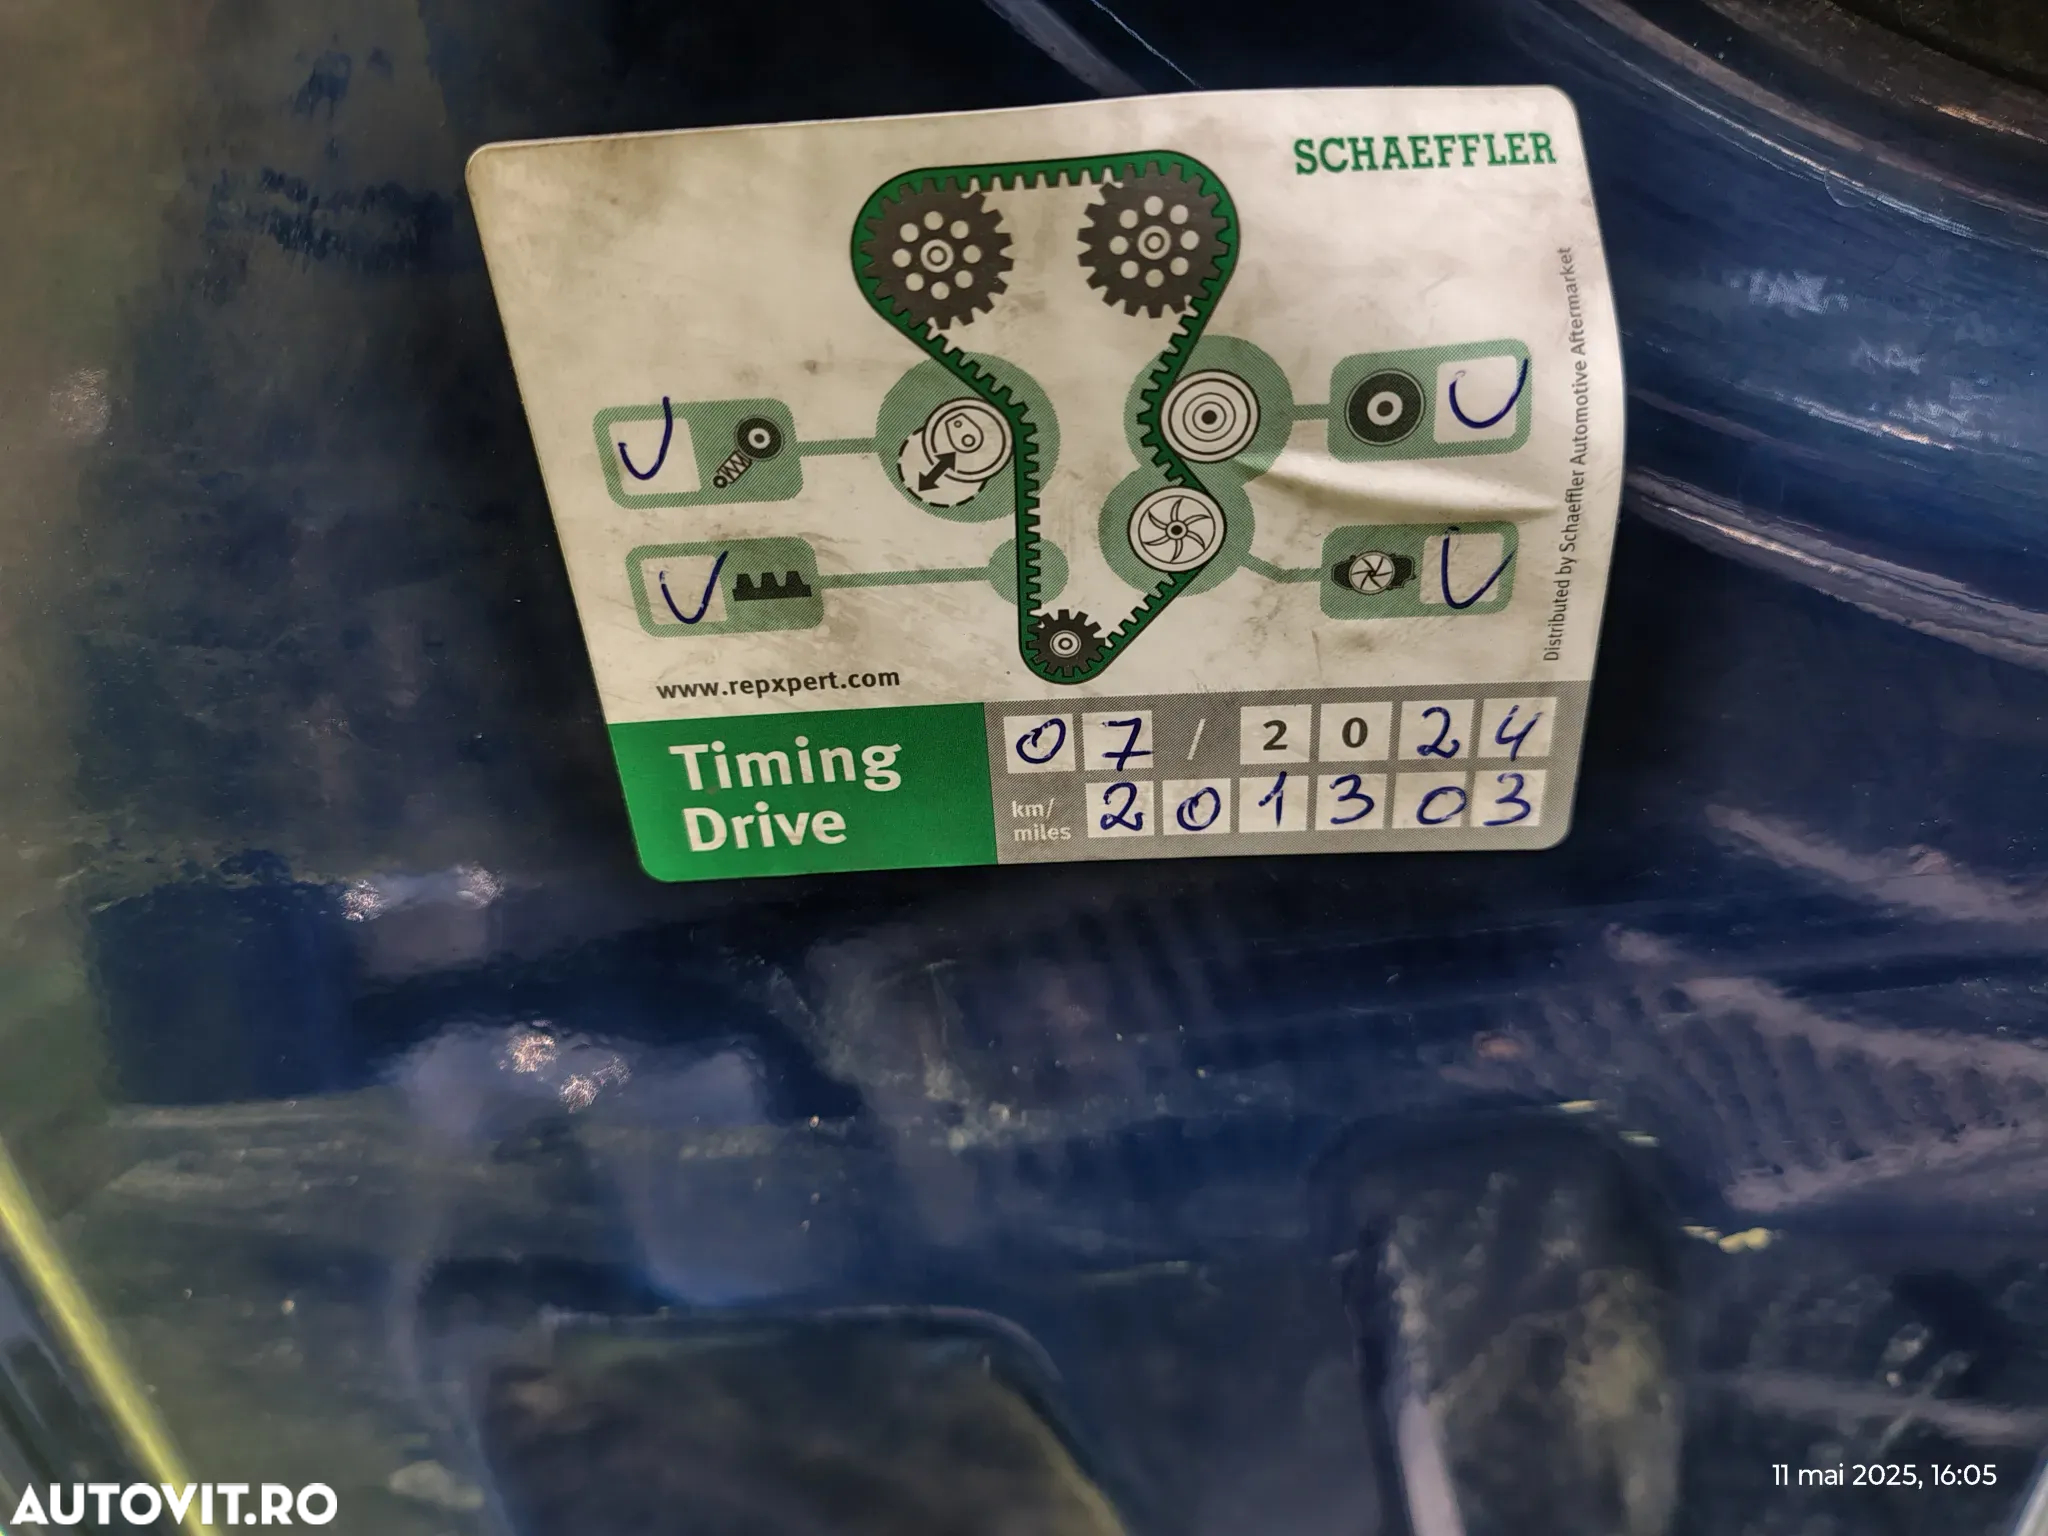 SCHAEFFLER
Distributed by Schaeffler Automotive Aftermarket
www.repxpert.com
Timing
Drive
07 / 2024
km/
miles
201303
AUTOVIT.RO
11 mai 2025, 16:05